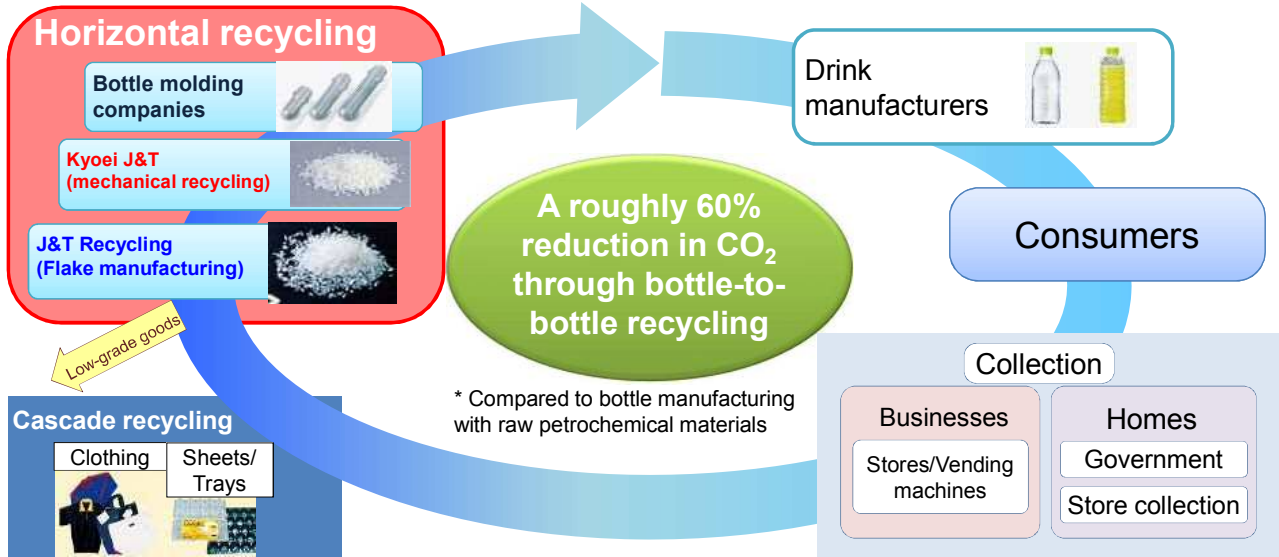 Horizontal recycling
Bottle molding
companies
Kyoei J&T
(mechanical recycling)
J&T Recycling
(Flake manufacturing)
Low-grade goods
Cascade recycling
Clothing
Sheets/
Trays
A roughly 60%
reduction in CO₂
through bottle-to-
bottle recycling
* Compared to bottle manufacturing
with raw petrochemical materials
Drink
manufacturers
Consumers
Collection
Businesses
Stores/Vending
machines
Homes
Government
Store collection